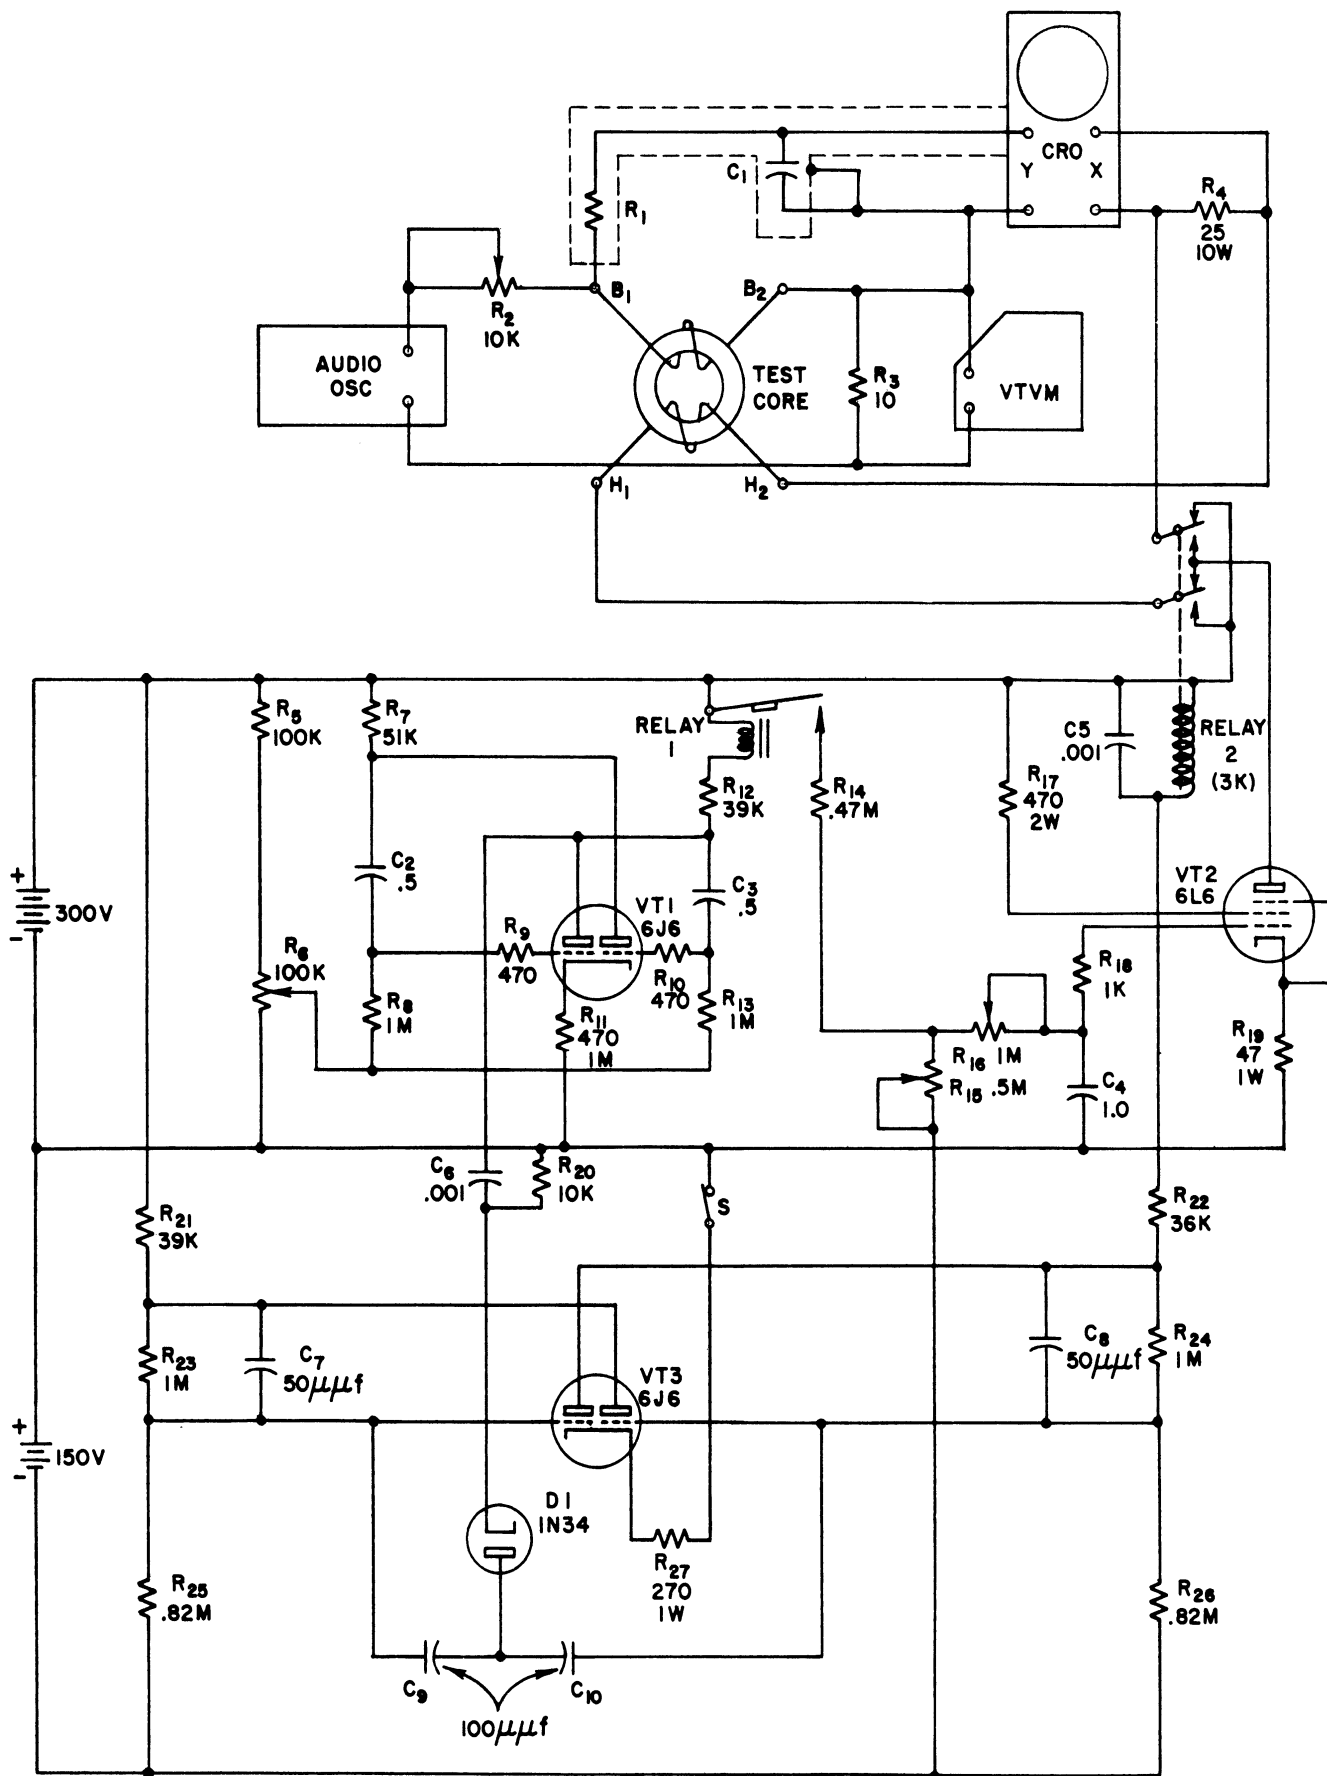 CRO
Y X
C1
R1
R4
25
10W
B1
B2
R2
10K
AUDIO
OSC
TEST
CORE
R3
10
VTVM
H1
H2
R5
100K
R7
51K
RELAY
1
C5
.001
RELAY
2
(3K)
R12
39K
R14
.47M
R17
470
2W
C2
.5
C3
.5
VT1
6J6
VT2
6L6
+
300V
-
R9
470
R10
470
R6
100K
R8
1M
R11
470
1M
R13
1M
R18
1K
R16 1M
R15 .5M
C4
1.0
R19
47
1W
C6
.001
R20
10K
S
R21
39K
R22
36K
R23
1M
C7
50μμf
VT3
6J6
C8
50μμf
R24
1M
+
150V
-
D1
1N34
R27
270
1W
R25
.82M
R26
.82M
C9
C10
100μμf